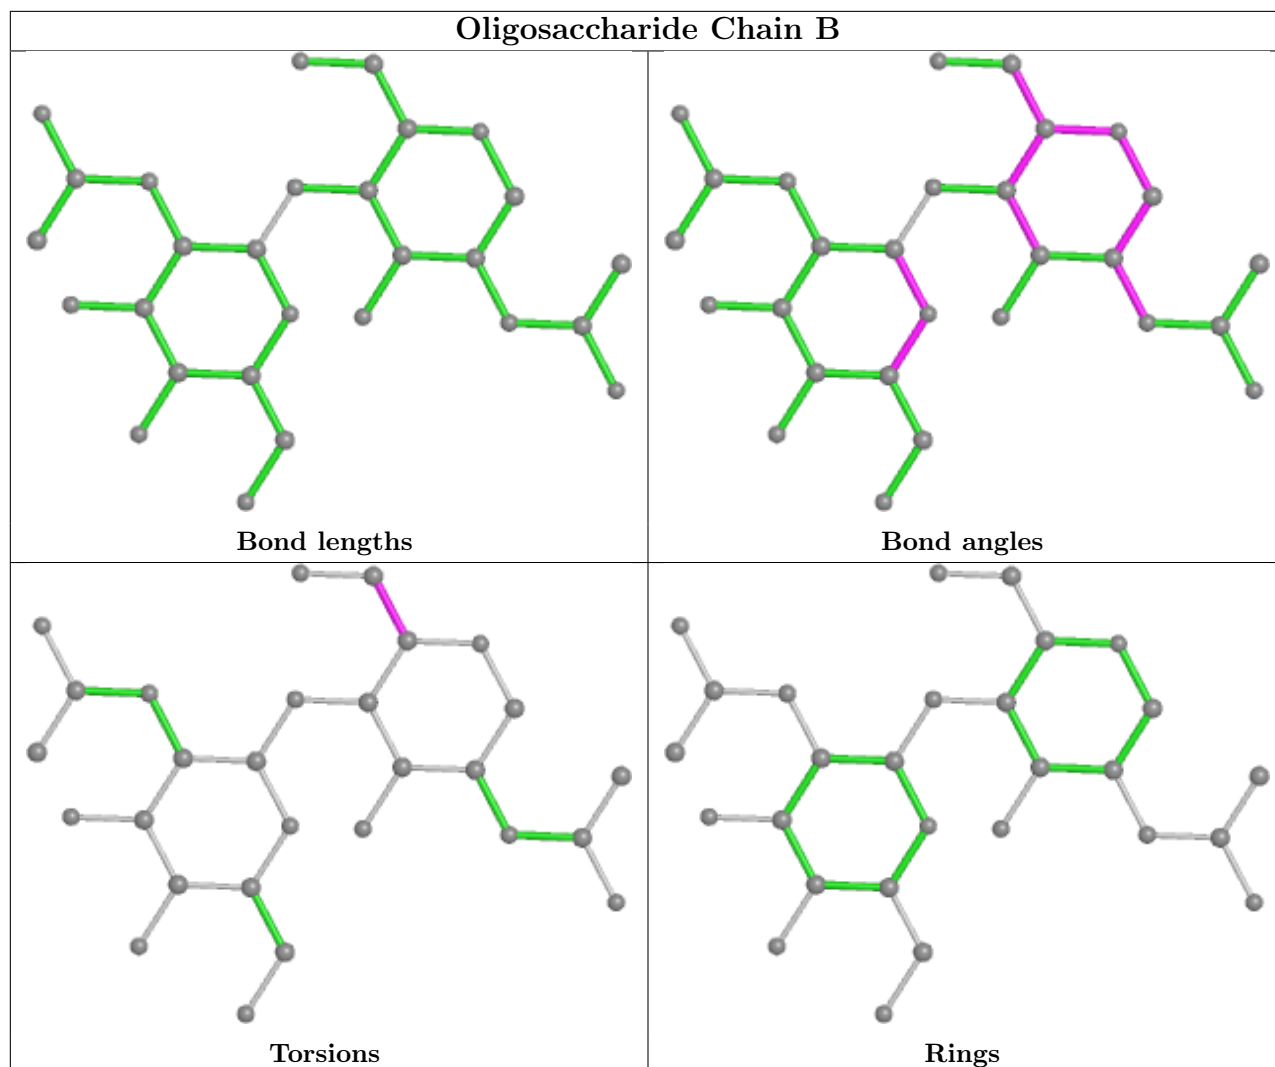 Oligosaccharide Chain B
Bond lengths
Bond angles
Torsions
Rings